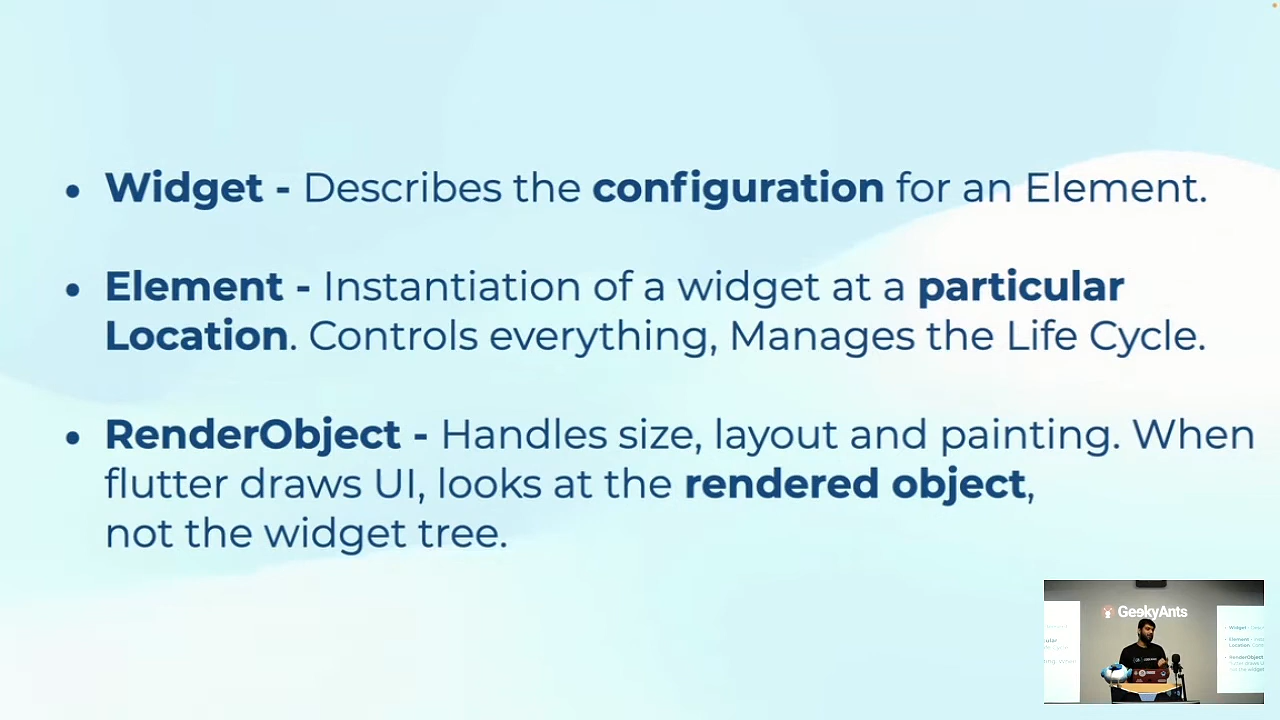 • Widget - Describes the configuration for an Element.
• Element - Instantiation of a widget at a particular
Location. Controls everything, Manages the Life Cycle.
• RenderObject - Handles size, layout and painting. When
flutter draws UI, looks at the rendered object,
not the widget tree.
GeekyAnts